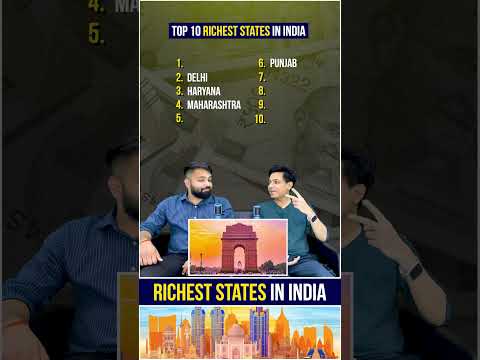 TOP 10 RICHEST STATES IN INDIA
1.
2. DELHI
3. HARYANA
4. MAHARASHTRA
5.
6. PUNJAB
7.
8.
9.
10.
RICHEST STATES IN INDIA